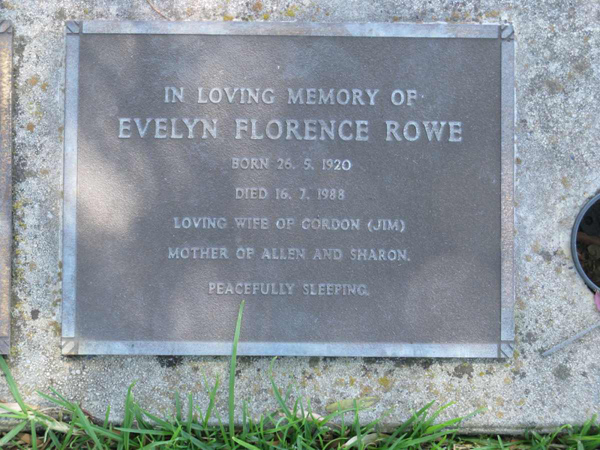 IN LOVING MEMORY OF
EVELYN FLORENCE ROWE
BORN 26. 5. 1920
DIED 16. 7. 1988
LOVING WIFE OF GORDON (JIM)
MOTHER OF ALLEN AND SHARON.
PEACEFULLY SLEEPING.